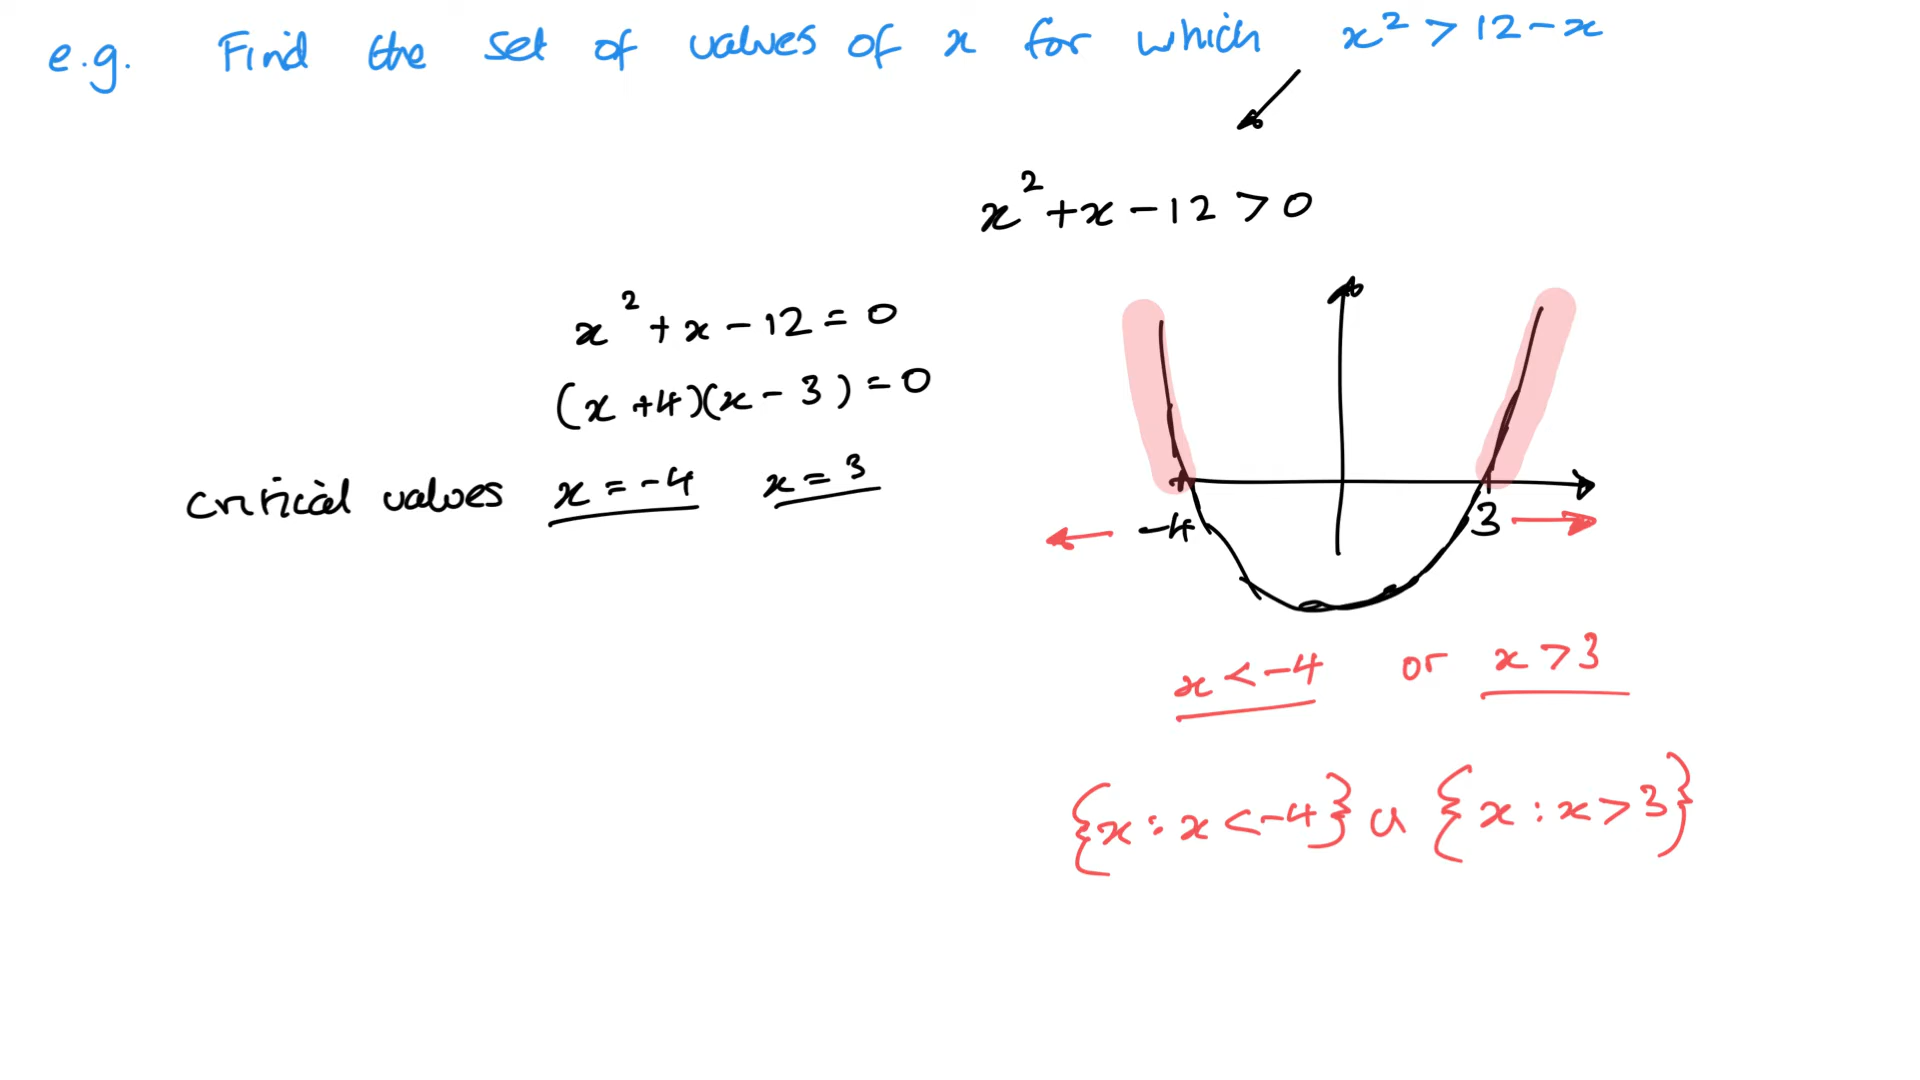 e.g. Find the set of values of x for which x² > 12 - x
x² + x - 12 > 0
x² + x - 12 = 0
(x + 4)(x - 3) = 0
critical values x = -4 x = 3
-4 3
x < -4 or x > 3
{x : x < -4} ∪ {x : x > 3}